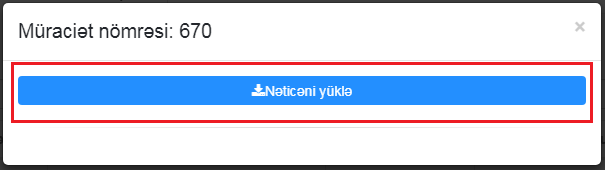 Müraciət nömrəsi: 670
×
Nəticəni yüklə